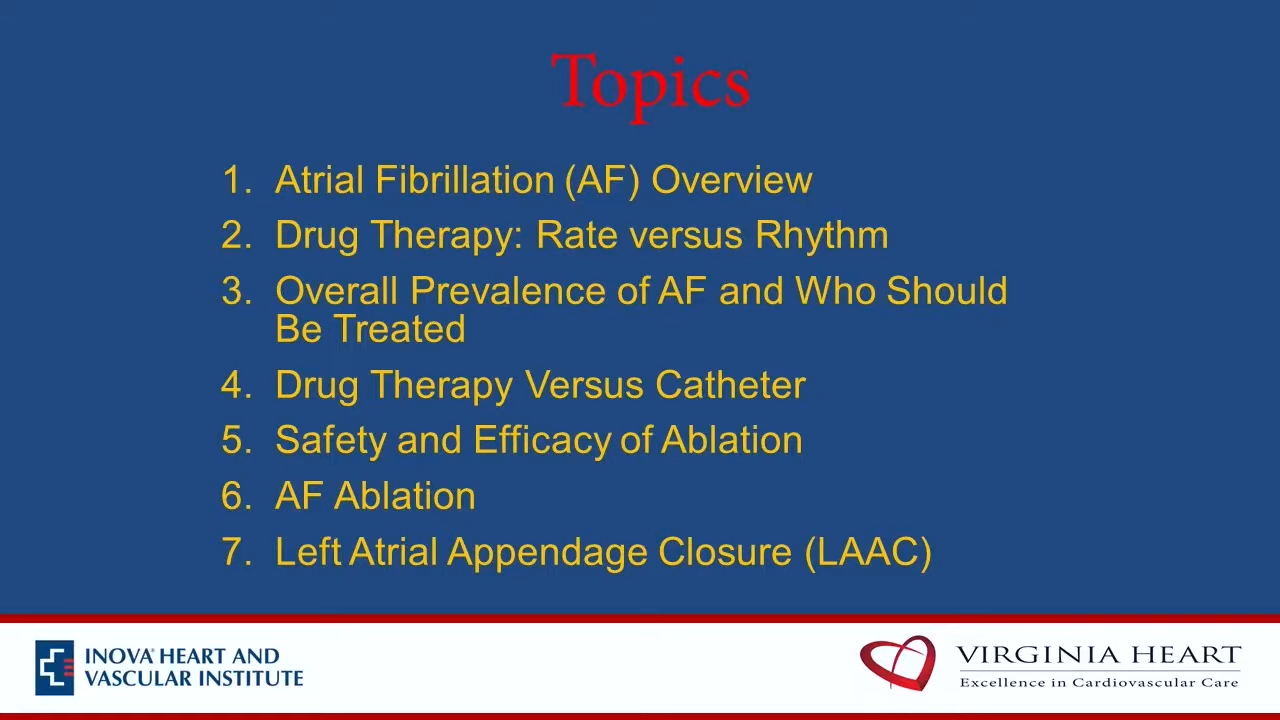 Topics
1. Atrial Fibrillation (AF) Overview
2. Drug Therapy: Rate versus Rhythm
3. Overall Prevalence of AF and Who Should
Be Treated
4. Drug Therapy Versus Catheter
5. Safety and Efficacy of Ablation
6. AF Ablation
7. Left Atrial Appendage Closure (LAAC)
INOVA® HEART AND
VASCULAR INSTITUTE
VIRGINIA HEART
Excellence in Cardiovascular Care